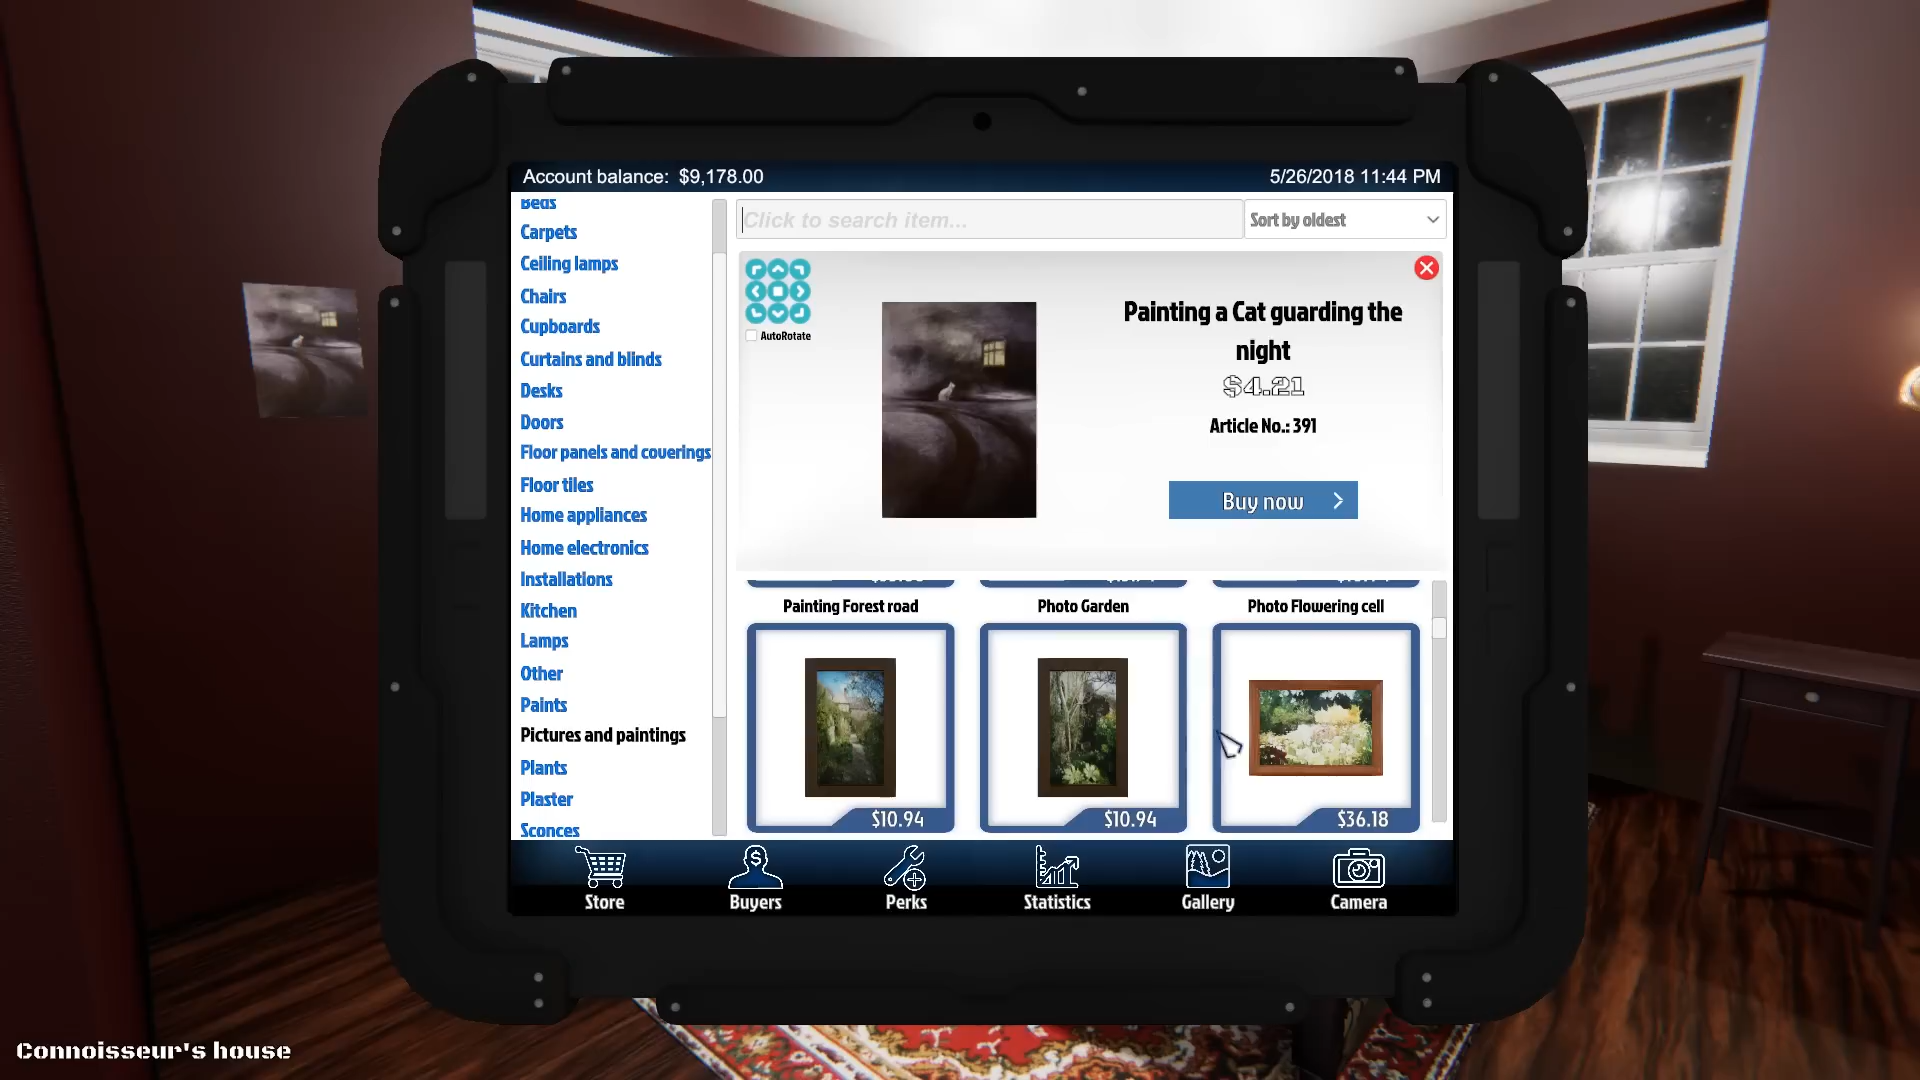 Account balance: $9,178.00
5/26/2018 11:44 PM
Beds
Carpets
Ceiling lamps
Chairs
Cupboards
Curtains and blinds
Desks
Doors
Floor panels and coverings
Floor tiles
Home appliances
Home electronics
Installations
Kitchen
Lamps
Other
Paints
Pictures and paintings
Plants
Plaster
Sconces
Click to search item...
Sort by oldest
AutoRotate
Painting a Cat guarding the
night
$4.21
Article No.: 391
Buy now
Painting Forest road
Photo Garden
Photo Flowering cell
$10.94
$10.94
$36.18
Store
Buyers
Perks
Statistics
Gallery
Camera
Connoisseur's house